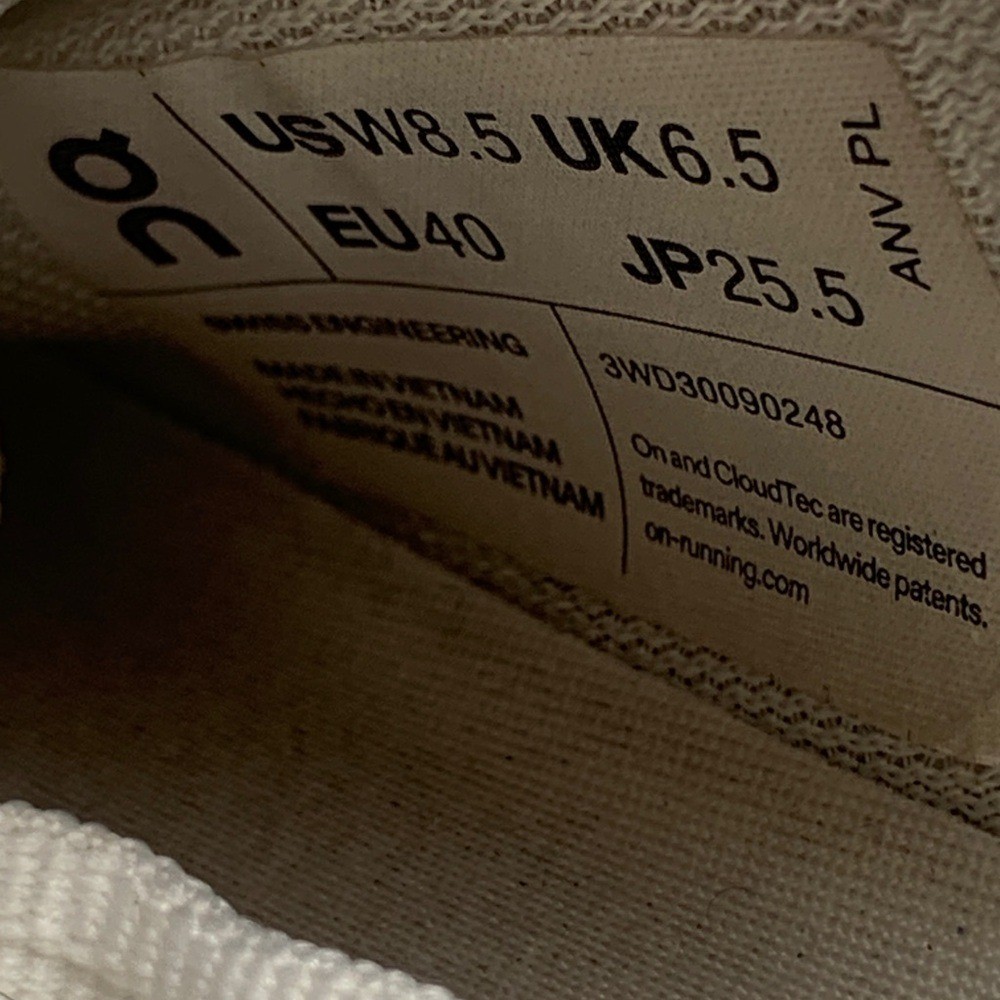 on
USW8.5 UK6.5
EU40 JP25.5
ANV PL
SWISS ENGINEERING
MADE IN VIETNAM
HECHO EN VIETNAM
FABRIQUÉ AU VIETNAM
3WD30090248
On and CloudTec are registered
trademarks. Worldwide patents.
on-running.com